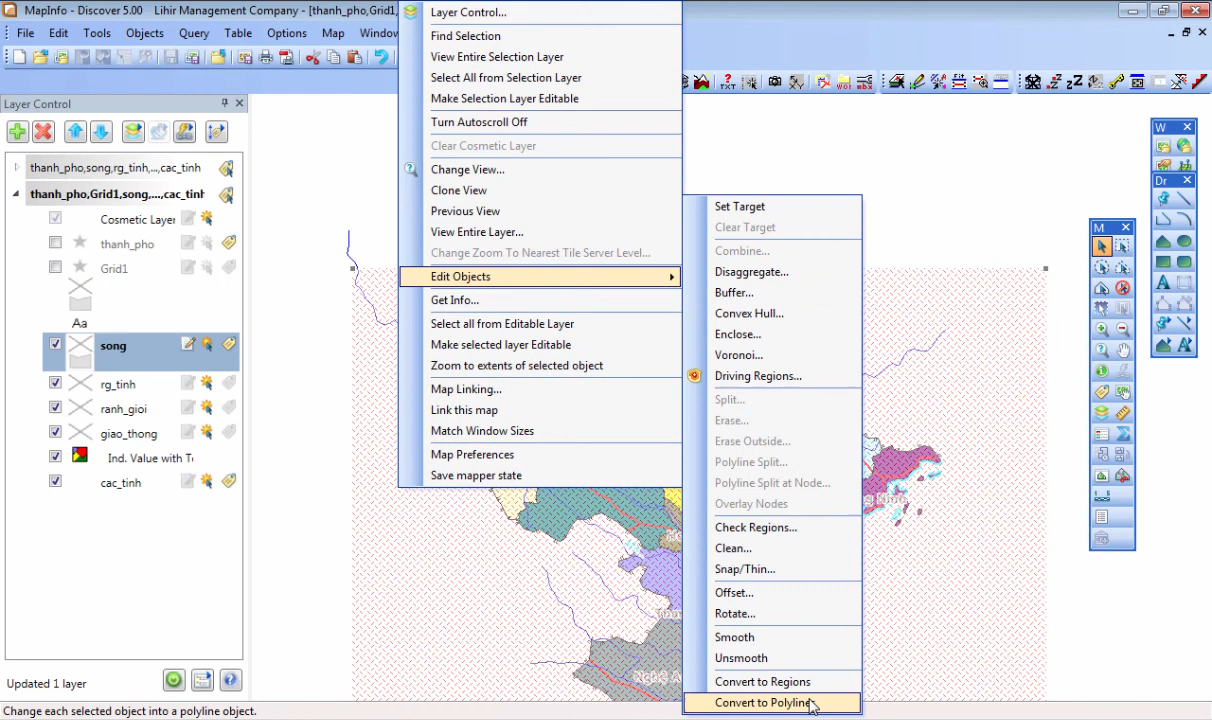 MapInfo - Discover 5.00 Lihir Management Company - [thanh_pho,Grid1,
File Edit Tools Objects Query Table Options Map Window
Layer Control
thanh_pho,song,rg_tinh,...,cac_tinh
thanh_pho,Grid1,song,...,cac_tinh
Cosmetic Layer
thanh_pho
Grid1
Aa
song
rg_tinh
ranh_gioi
giao_thong
Ind. Value with T
cac_tinh
Updated 1 layer
Change each selected object into a polyline object.
Layer Control...
Find Selection
View Entire Selection Layer
Select All from Selection Layer
Make Selection Layer Editable
Turn Autoscroll Off
Clear Cosmetic Layer
Change View...
Clone View
Previous View
View Entire Layer...
Change Zoom To Nearest Tile Server Level...
Edit Objects
Get Info...
Select all from Editable Layer
Make selected layer Editable
Zoom to extents of selected object
Map Linking...
Link this map
Match Window Sizes
Map Preferences
Save mapper state
Set Target
Clear Target
Combine...
Disaggregate...
Buffer...
Convex Hull...
Enclose...
Voronoi...
Driving Regions...
Split...
Erase...
Erase Outside...
Polyline Split...
Polyline Split at Node...
Overlay Nodes
Check Regions...
Clean...
Snap/Thin...
Offset...
Rotate...
Smooth
Unsmooth
Convert to Regions
Convert to Polyline
W
Dr
M
TXT
Nghệ A